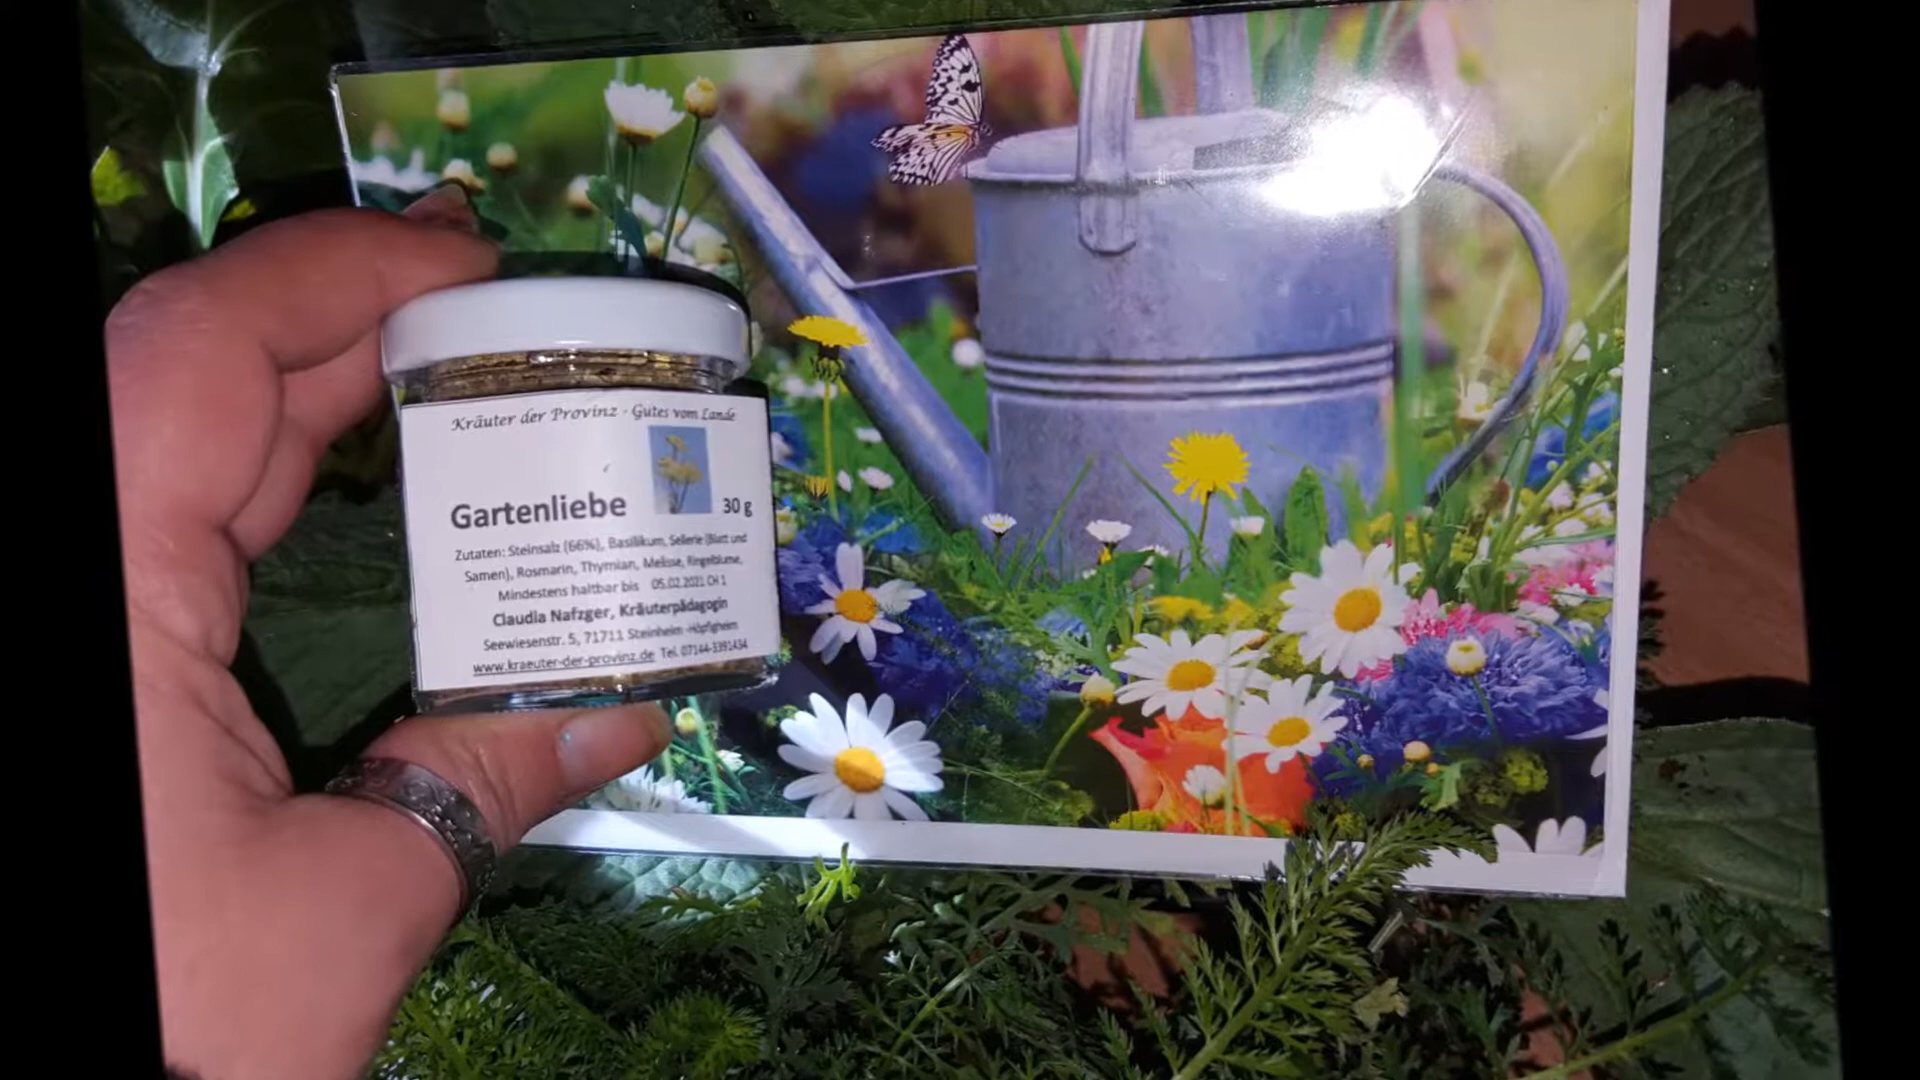 Kräuter der Provinz - Gutes vom Lande
Gartenliebe
30 g
Zutaten: Steinsalz (66%), Basilikum, Sellerie (Blatt und
Samen), Rosmarin, Thymian, Melisse, Ringelblume,
Mindestens haltbar bis 05.02.2021 CH 1
Claudia Nafzger, Kräuterpädagogin
Seewiesenstr. 5, 71711 Steinheim -Höpfigheim
www.kraeuter-der-provinz.de Tel. 07144-3391434